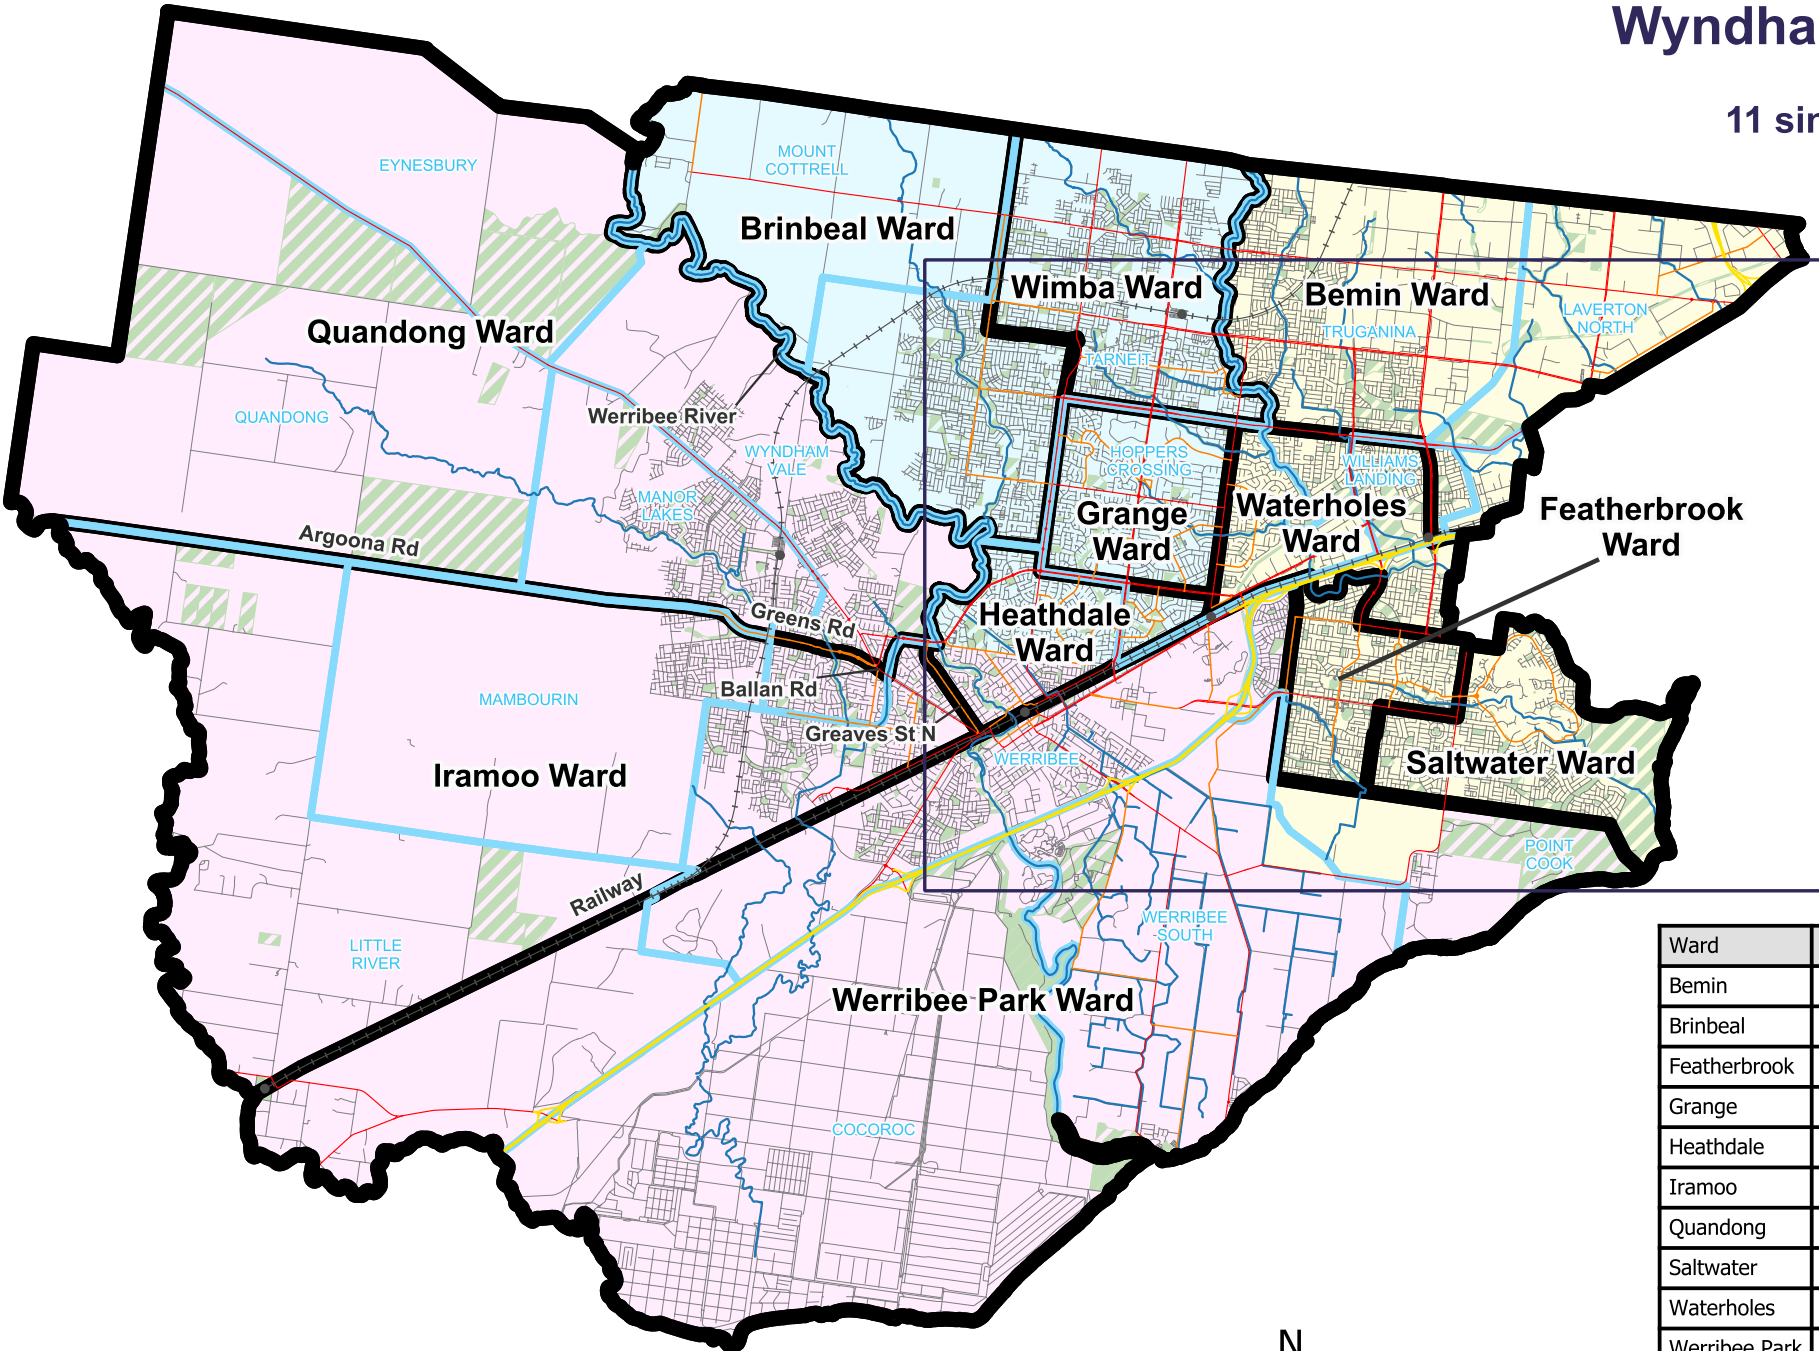 Wyndha
11 sin
EYNESBURY
MOUNT
COTTRELL
Brinbeal Ward
Wimba Ward
Bemin Ward
LAVERTON
NORTH
TRUGANINA
Quandong Ward
TARNEIT
QUANDONG
Werribee River
WYNDHAM
VALE
HOPPERS
CROSSING
WILLIAMS
LANDING
MANOR
LAKES
Grange
Ward
Waterholes
Ward
Featherbrook
Ward
Argoona Rd
Greens Rd
Heathdale
Ward
Ballan Rd
MAMBOURIN
Greaves St N
WERRIBEE
Iramoo Ward
Saltwater Ward
POINT
COOK
Railway
WERRIBEE
SOUTH
LITTLE
RIVER
Werribee Park Ward
COCOROC
N
Ward
Bemin
Brinbeal
Featherbrook
Grange
Heathdale
Iramoo
Quandong
Saltwater
Waterholes
Werribee Park